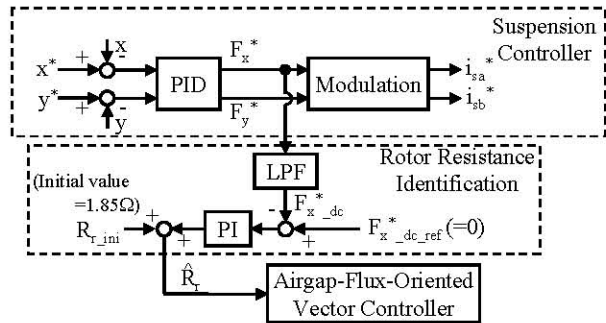 Suspension
Controller
x* + x -
F_x*
i_sa*
PID
Modulation
y* + - y
F_y*
i_sb*
Rotor Resistance
Identification
LPF
(Initial value
=1.85Ω)
F_x*_dc
R_r_ini + + PI - + F_x*_dc_ref (=0)
R̂_r
Airgap-Flux-Oriented
Vector Controller